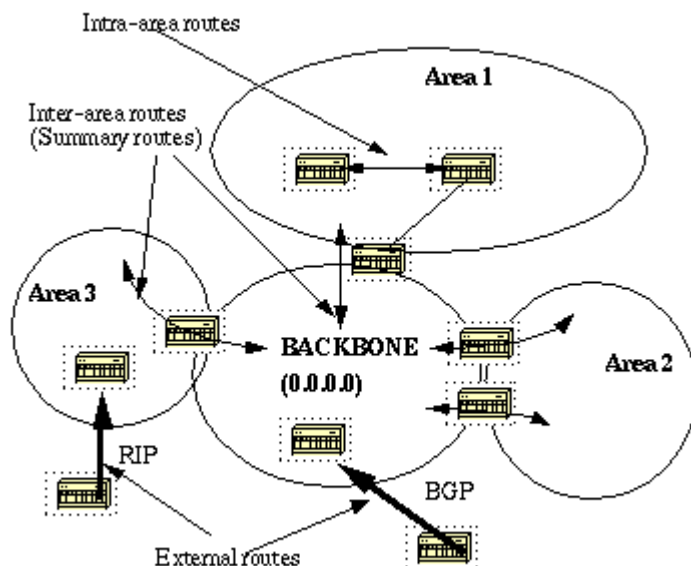 Intra-area routes
Area 1
Inter-area routes
(Summary routes)
Area 3
BACKBONE
(0.0.0.0)
Area 2
RIP
BGP
External routes